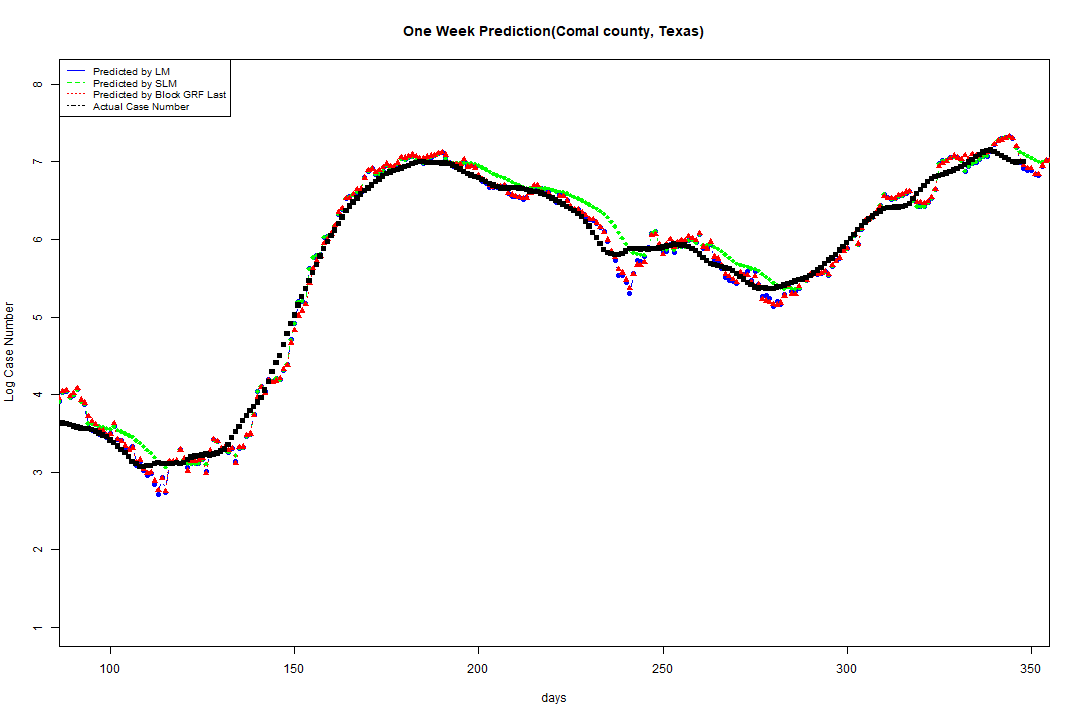 One Week Prediction(Comal county, Texas)
Predicted by LM
Predicted by SLM
Predicted by Block GRF Last
Actual Case Number
8
7
6
5
4
3
2
1
Log Case Number
100 150 200 250 300 350
days